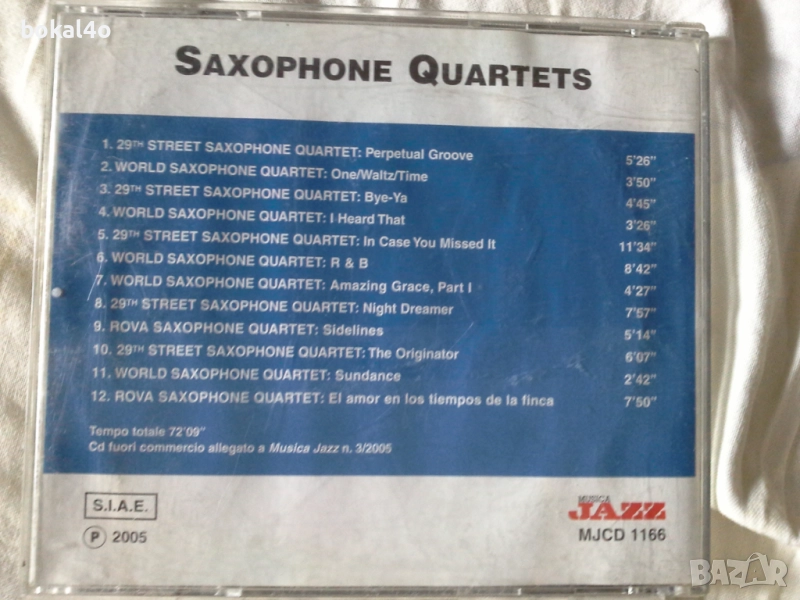 bokal4o
SAXOPHONE QUARTETS
1. 29TH STREET SAXOPHONE QUARTET: Perpetual Groove 5'26"
2. WORLD SAXOPHONE QUARTET: One/Waltz/Time 3'50"
3. 29TH STREET SAXOPHONE QUARTET: Bye-Ya 4'45"
4. WORLD SAXOPHONE QUARTET: I Heard That 3'26"
5. 29TH STREET SAXOPHONE QUARTET: In Case You Missed It 11'34"
6. WORLD SAXOPHONE QUARTET: R & B 8'42"
7. WORLD SAXOPHONE QUARTET: Amazing Grace, Part I 4'27"
8. 29TH STREET SAXOPHONE QUARTET: Night Dreamer 7'57"
9. ROVA SAXOPHONE QUARTET: Sidelines 5'14"
10. 29TH STREET SAXOPHONE QUARTET: The Originator 6'07"
11. WORLD SAXOPHONE QUARTET: Sundance 2'42"
12. ROVA SAXOPHONE QUARTET: El amor en los tiempos de la finca 7'50"
Tempo totale 72'09"
Cd fuori commercio allegato a Musica Jazz n. 3/2005
S.I.A.E.
P 2005
MUSICA
JAZZ
MJCD 1166
BAZAR